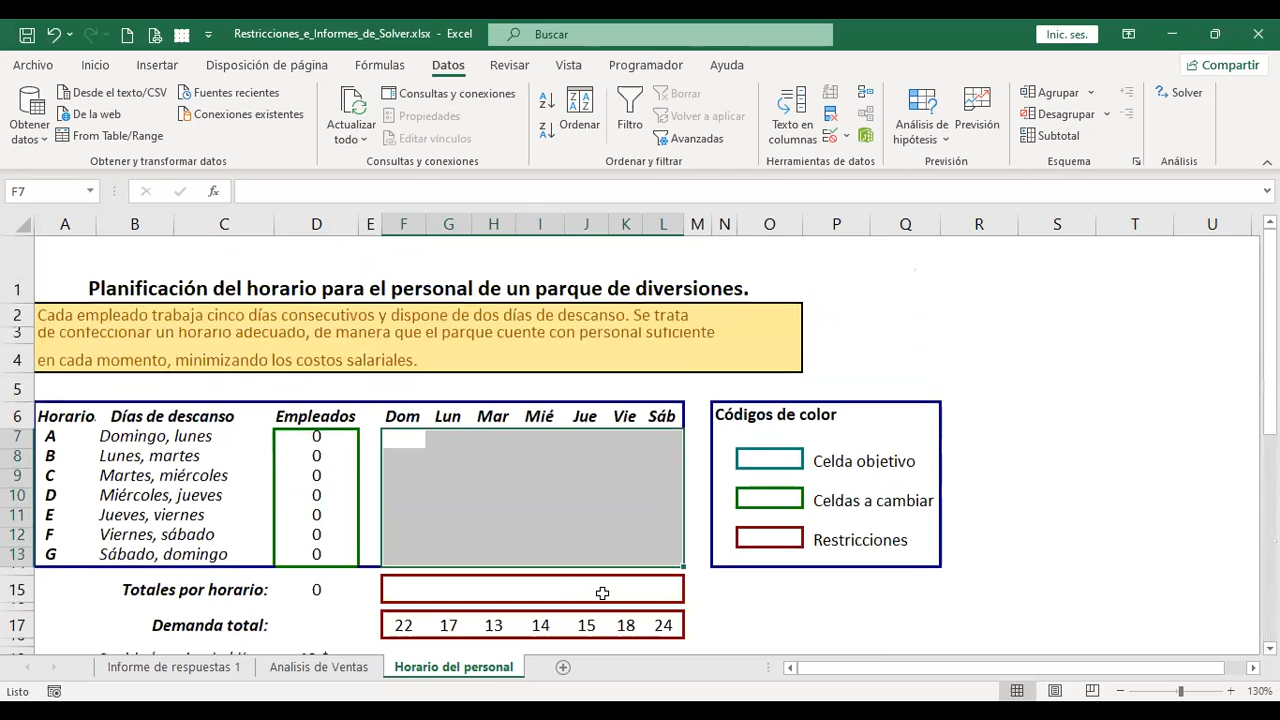 Restricciones_e_Informes_de_Solver.xlsx - Excel
Buscar
Inic. ses.
Archivo Inicio Insertar Disposición de página Fórmulas Datos Revisar Vista Programador Ayuda
Compartir
Obtener datos
Desde el texto/CSV
De la web
From Table/Range
Fuentes recientes
Conexiones existentes
Obtener y transformar datos
Actualizar todo
Consultas y conexiones
Propiedades
Editar vínculos
Consultas y conexiones
Ordenar
Filtro
Borrar
Volver a aplicar
Avanzadas
Ordenar y filtrar
Texto en columnas
Herramientas de datos
Análisis de hipótesis
Previsión
Previsión
Agrupar
Desagrupar
Subtotal
Esquema
Solver
Análisis
F7
fx
A B C D E F G H I J K L M N O P Q R S T U
1 Planificación del horario para el personal de un parque de diversiones.
2 Cada empleado trabaja cinco días consecutivos y dispone de dos días de descanso. Se trata
3 de confeccionar un horario adecuado, de manera que el parque cuente con personal suficiente
4 en cada momento, minimizando los costos salariales.
5
6 Horario Días de descanso Empleados Dom Lun Mar Mié Jue Vie Sáb Códigos de color
7 A Domingo, lunes 0
8 B Lunes, martes 0 Celda objetivo
9 C Martes, miércoles 0
10 D Miércoles, jueves 0 Celdas a cambiar
11 E Jueves, viernes 0
12 F Viernes, sábado 0 Restricciones
13 G Sábado, domingo 0
15 Totales por horario: 0
17 Demanda total: 22 17 13 14 15 18 24
Informe de respuestas 1 Analisis de Ventas Horario del personal
Listo
130%